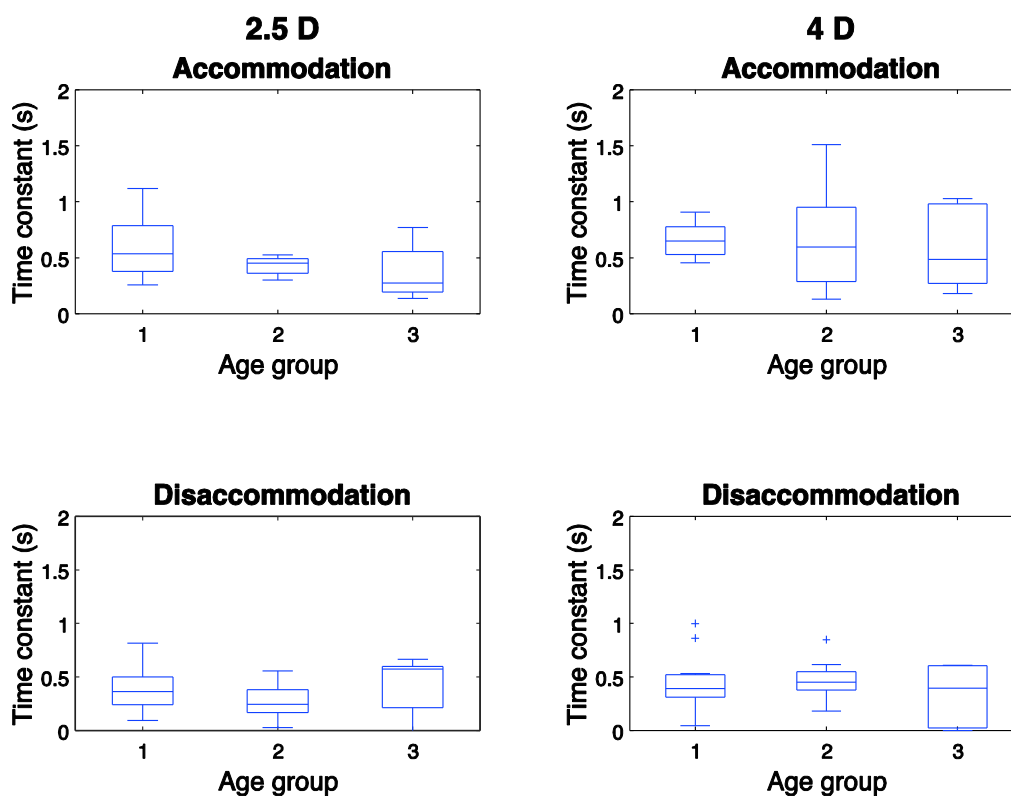 2.5 D
Accommodation
Time constant (s)
2
1.5
1
0.5
0
1 2 3
Age group
4 D
Accommodation
Time constant (s)
2
1.5
1
0.5
0
1 2 3
Age group
Disaccommodation
Time constant (s)
2
1.5
1
0.5
0
1 2 3
Age group
Disaccommodation
Time constant (s)
2
1.5
1
0.5
0
1 2 3
Age group